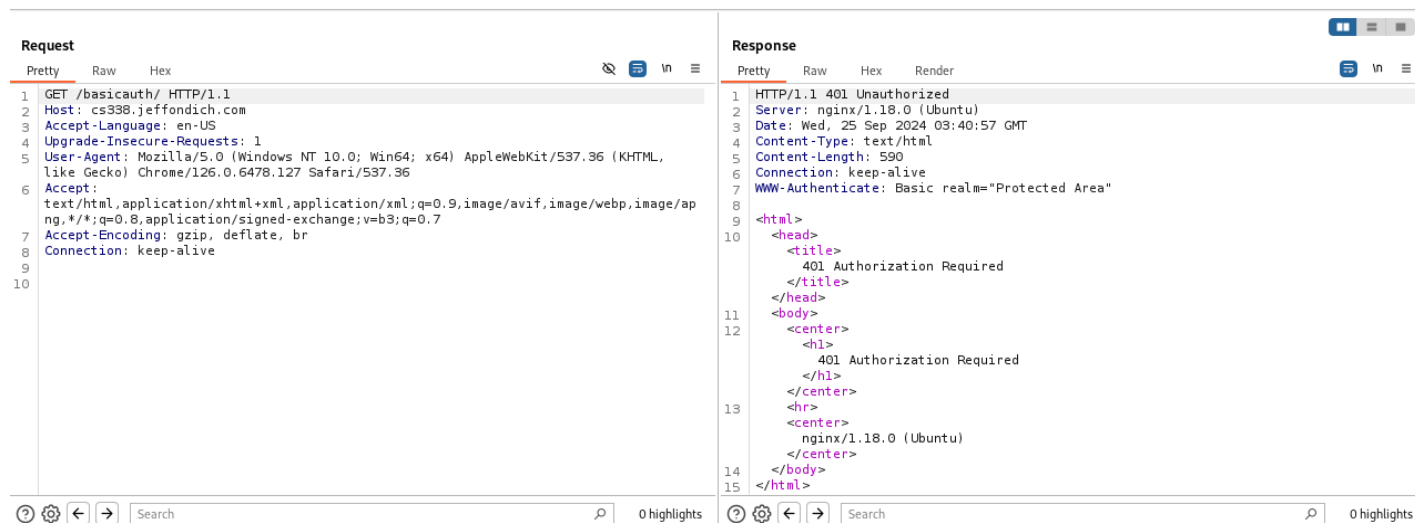 Request
Pretty Raw Hex
\n
1 GET /basicauth/ HTTP/1.1
2 Host: cs338.jeffondich.com
3 Accept-Language: en-US
4 Upgrade-Insecure-Requests: 1
5 User-Agent: Mozilla/5.0 (Windows NT 10.0; Win64; x64) AppleWebKit/537.36 (KHTML,
like Gecko) Chrome/126.0.6478.127 Safari/537.36
6 Accept:
text/html,application/xhtml+xml,application/xml;q=0.9,image/avif,image/webp,image/ap
ng,*/*;q=0.8,application/signed-exchange;v=b3;q=0.7
7 Accept-Encoding: gzip, deflate, br
8 Connection: keep-alive
9
10
Search
0 highlights
Response
Pretty Raw Hex Render
\n
1 HTTP/1.1 401 Unauthorized
2 Server: nginx/1.18.0 (Ubuntu)
3 Date: Wed, 25 Sep 2024 03:40:57 GMT
4 Content-Type: text/html
5 Content-Length: 590
6 Connection: keep-alive
7 WWW-Authenticate: Basic realm="Protected Area"
8
9 <html>
10 <head>
<title>
401 Authorization Required
</title>
</head>
11 <body>
12 <center>
<h1>
401 Authorization Required
</h1>
</center>
13 <hr>
<center>
nginx/1.18.0 (Ubuntu)
</center>
14 </body>
15 </html>
Search
0 highlights